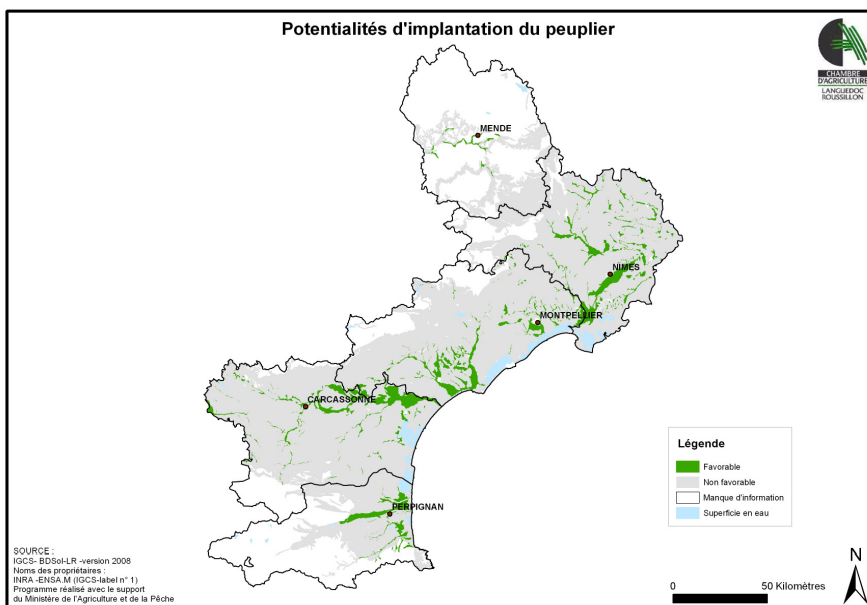 Potentialités d'implantation du peuplier
CHAMBRE
D'AGRICULTURE
LANGUEDOC
ROUSSILLON
MENDE
NIMES
MONTPELLIER
CARCASSONNE
PERPIGNAN
Légende
Favorable
Non favorable
Manque d'information
Superficie en eau
SOURCE :
IGCS- BDSol-LR -version 2008
Noms des propriétaires :
INRA -ENSA.M (IGCS-label n° 1)
Programme réalisé avec le support
du Ministère de l'Agriculture et de la Pêche
0 50 Kilomètres
N